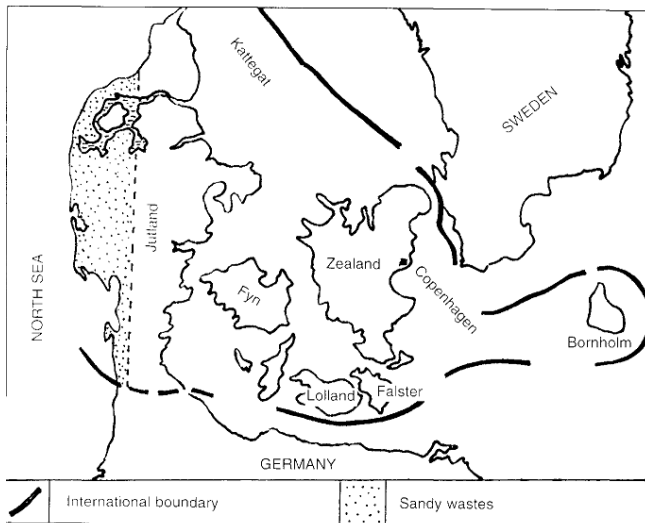 Kattegat
SWEDEN
Jutland
Zealand
Copenhagen
Fyn
NORTH SEA
Bornholm
Lolland
Falster
GERMANY
International boundary
Sandy wastes